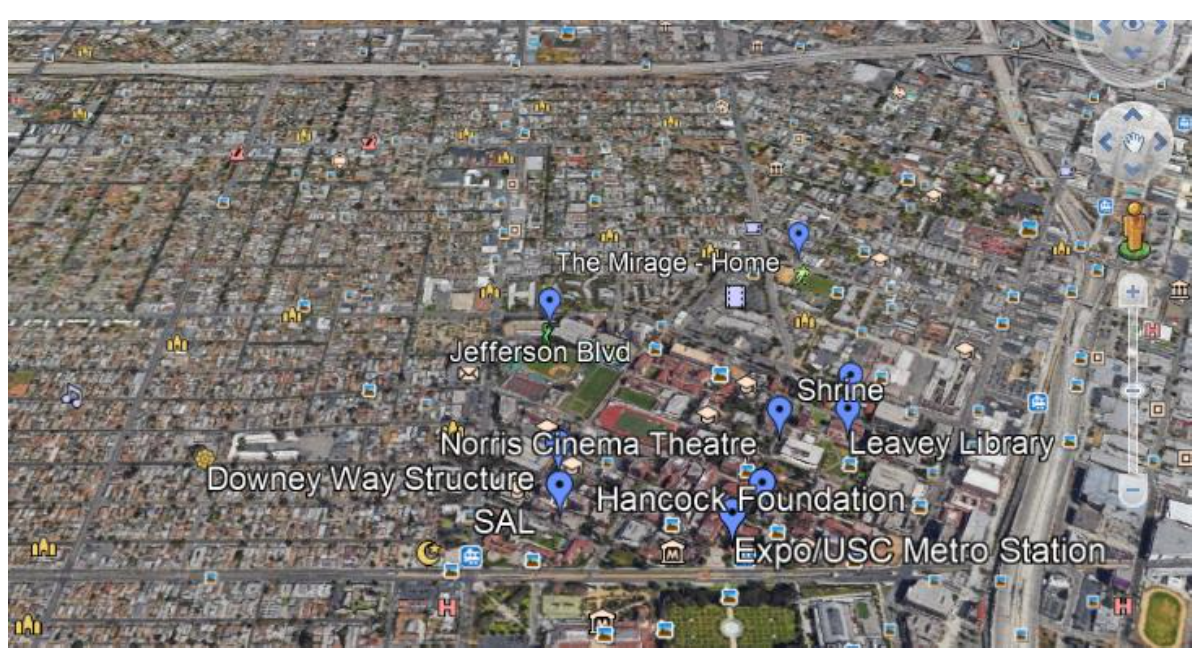 The Mirage - Home
Jefferson Blvd
Shrine
Norris Cinema Theatre
Leavey Library
Downey Way Structure
Hancock Foundation
SAL
Expo/USC Metro Station